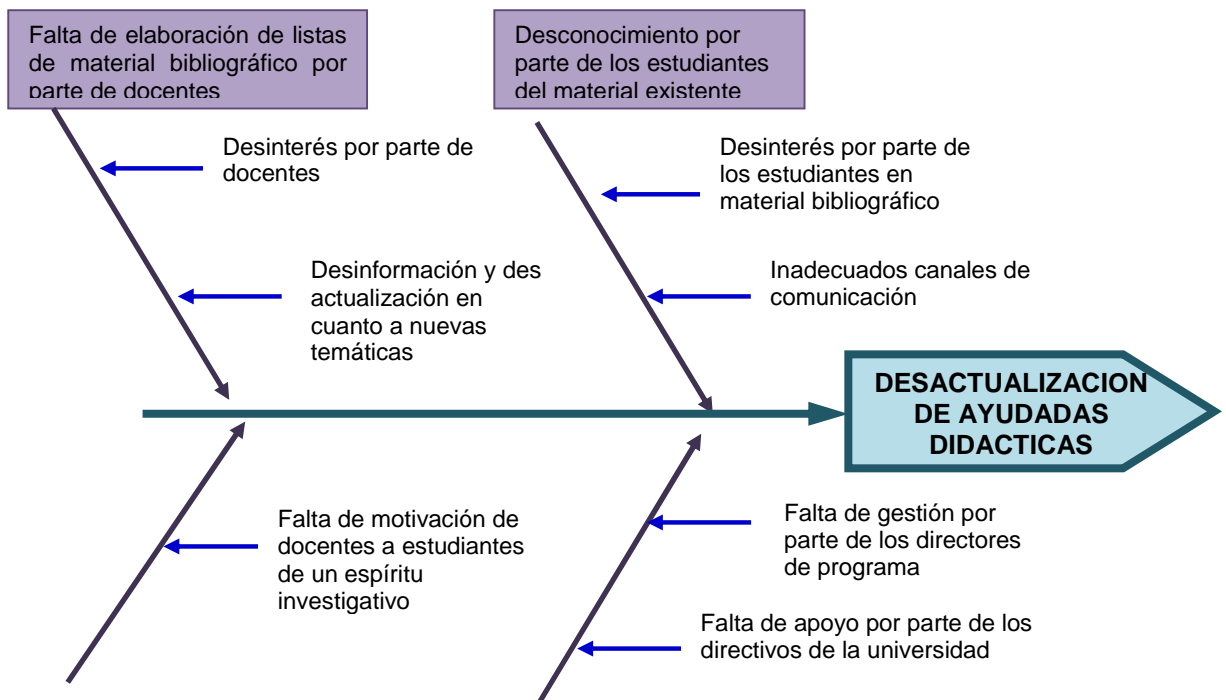 Falta de elaboración de listas
de material bibliográfico por
parte de docentes
Desconocimiento por
parte de los estudiantes
del material existente
Desinterés por parte de
docentes
Desinterés por parte de
los estudiantes en
material bibliográfico
Desinformación y des
actualización en
cuanto a nuevas
temáticas
Inadecuados canales de
comunicación
DESACTUALIZACION
DE AYUDADAS
DIDACTICAS
Falta de motivación de
docentes a estudiantes
de un espíritu
investigativo
Falta de gestión por
parte de los directores
de programa
Falta de apoyo por parte de los
directivos de la universidad